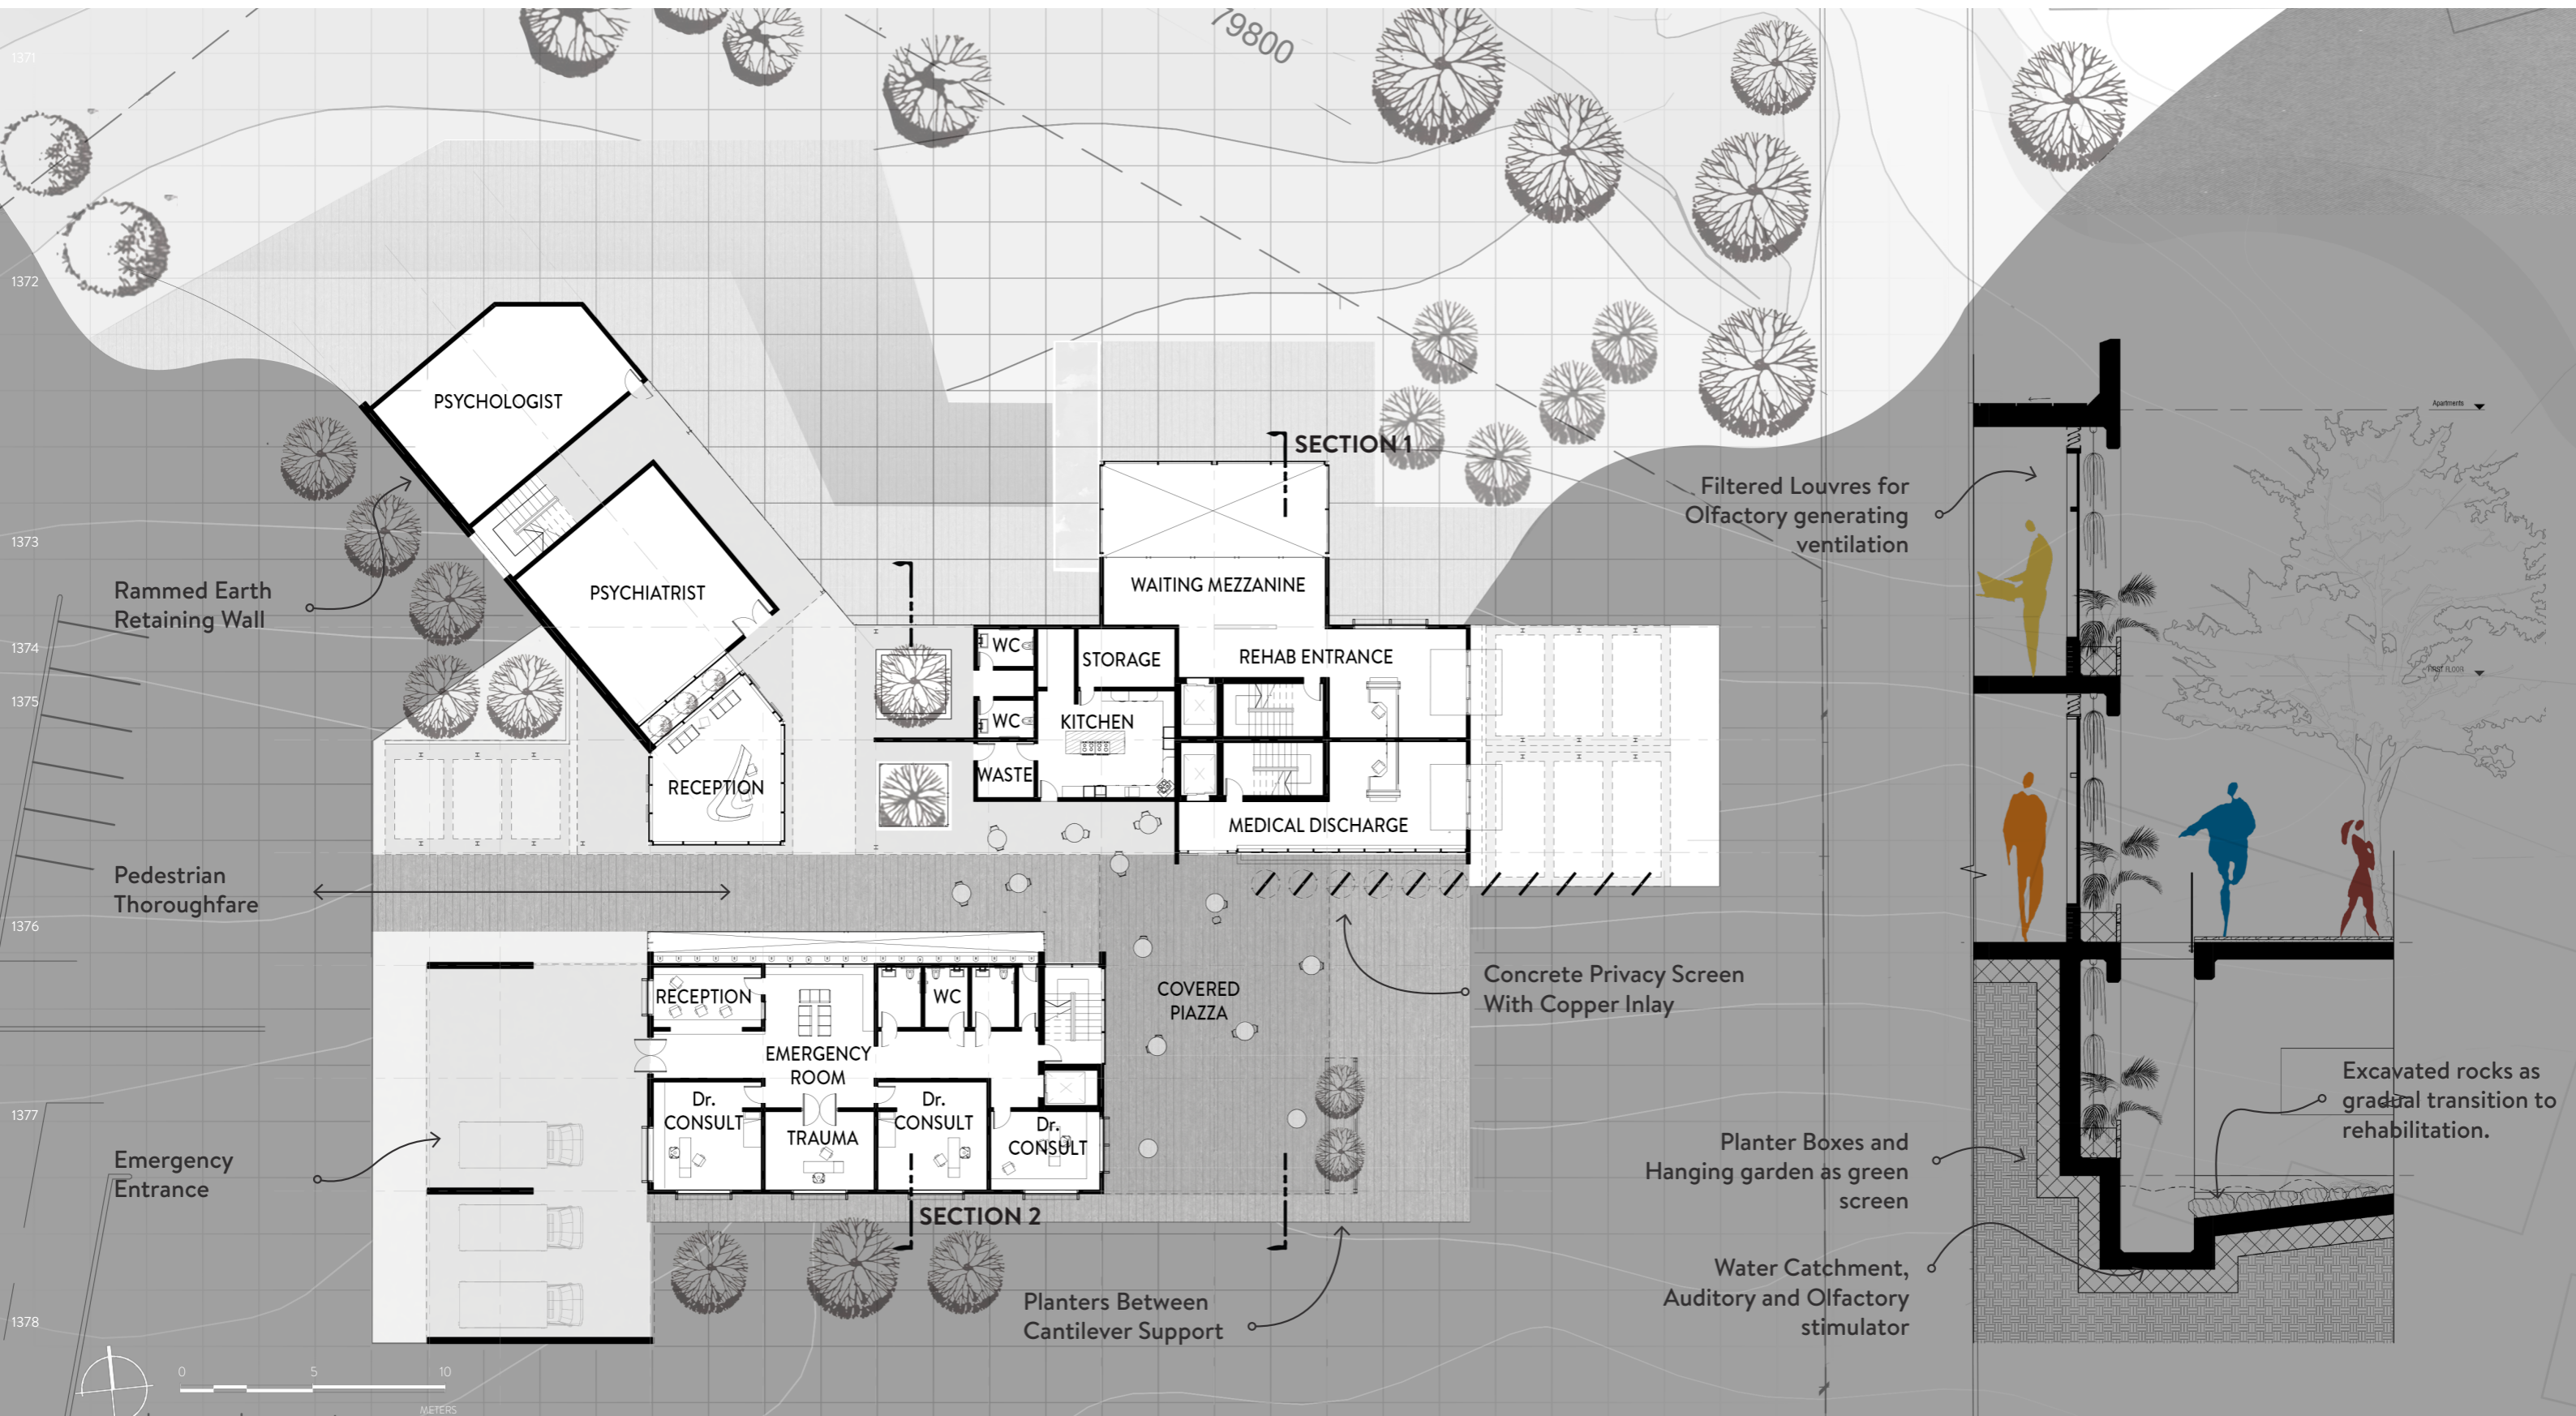 79800
1371
1372
1373
1374
1375
1376
1377
1378
PSYCHOLOGIST
PSYCHIATRIST
RECEPTION
Rammed Earth
Retaining Wall
Pedestrian
Thoroughfare
Emergency
Entrance
SECTION 1
WAITING MEZZANINE
REHAB ENTRANCE
WC
STORAGE
WC
KITCHEN
WASTE
MEDICAL DISCHARGE
RECEPTION
WC
EMERGENCY
ROOM
Dr.
CONSULT
TRAUMA
Dr.
CONSULT
Dr.
CONSULT
COVERED
PIAZZA
SECTION 2
Concrete Privacy Screen
With Copper Inlay
Planters Between
Cantilever Support
Filtered Louvres for
Olfactory generating
ventilation
Apartments
FIRST FLOOR
Planter Boxes and
Hanging garden as green
screen
Water Catchment,
Auditory and Olfactory
stimulator
Excavated rocks as
gradual transition to
rehabilitation.
0 5 10
METERS